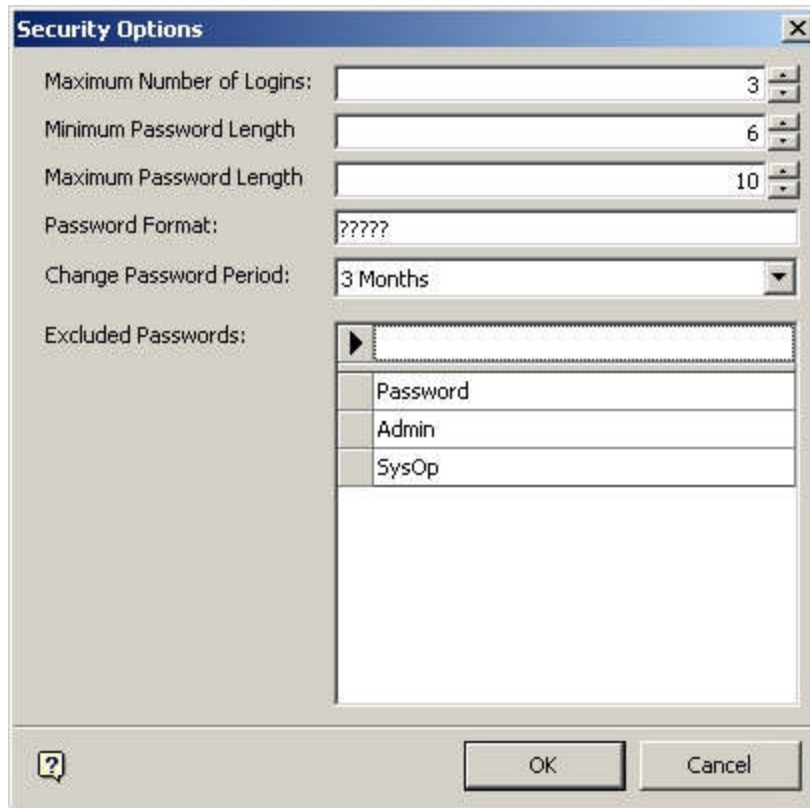 Security Options
Maximum Number of Logins: 3
Minimum Password Length 6
Maximum Password Length 10
Password Format: ?????
Change Password Period: 3 Months
Excluded Passwords:
Password
Admin
SysOp
? OK Cancel